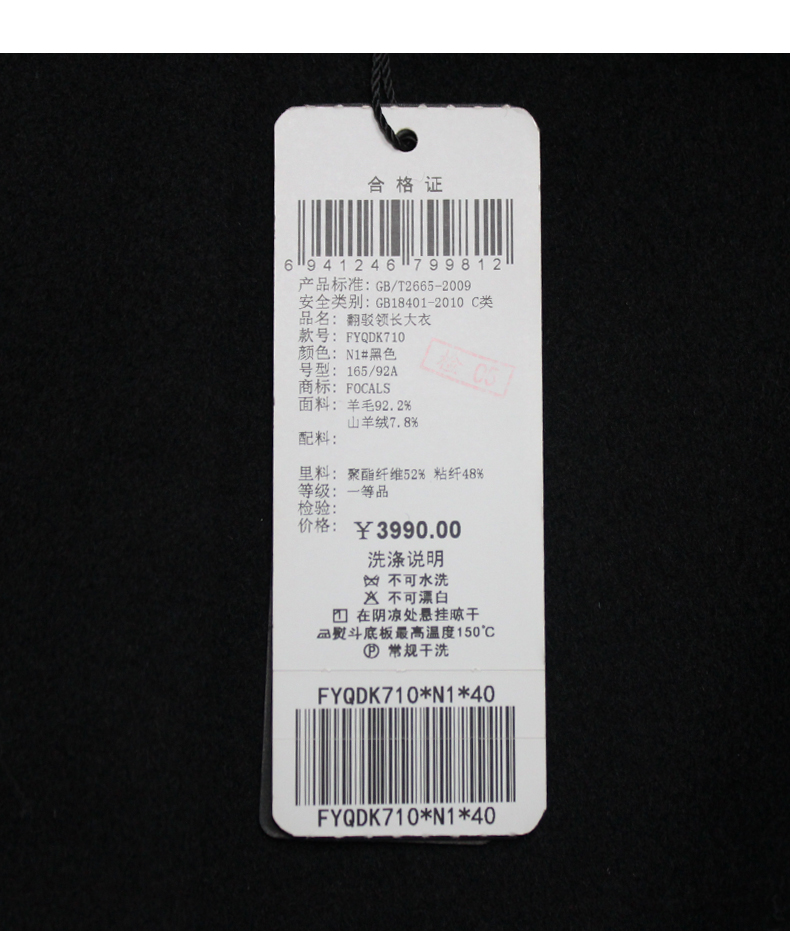 合格证
6 941246 799812
产品标准: GB/T2665-2009
安全类别: GB18401-2010 C类
品名: 翻驳领长大衣
款号: FYQDK710
颜色: N1#黑色
号型: 165/92A
商标: FOCALS
检 C5
面料: 羊毛92.2%
山羊绒7.8%
配料:
里料: 聚酯纤维52% 粘纤48%
等级: 一等品
检验:
价格: ¥3990.00
洗涤说明
不可水洗
不可漂白
在阴凉处悬挂晾干
熨斗底板最高温度150℃
P 常规干洗
FYQDK710*N1*40
FYQDK710*N1*40